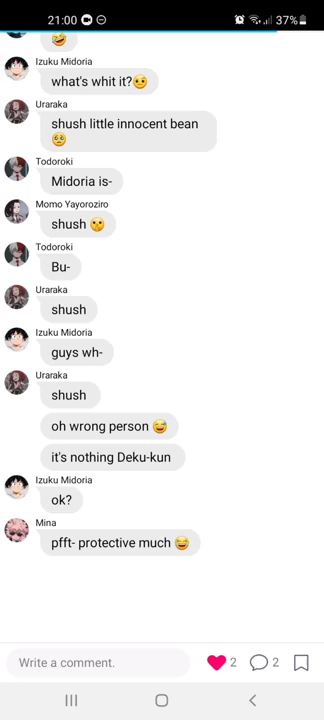 21:00
37%
🤣
Izuku Midoria
what's whit it?🤨
Uraraka
shush little innocent bean
🥺
Todoroki
Midoria is-
Momo Yayoroziro
shush 🤫
Todoroki
Bu-
Uraraka
shush
Izuku Midoria
guys wh-
Uraraka
shush
oh wrong person 😅
it's nothing Deku-kun
Izuku Midoria
ok?
Mina
pfft- protective much 😂
Write a comment.
2
2